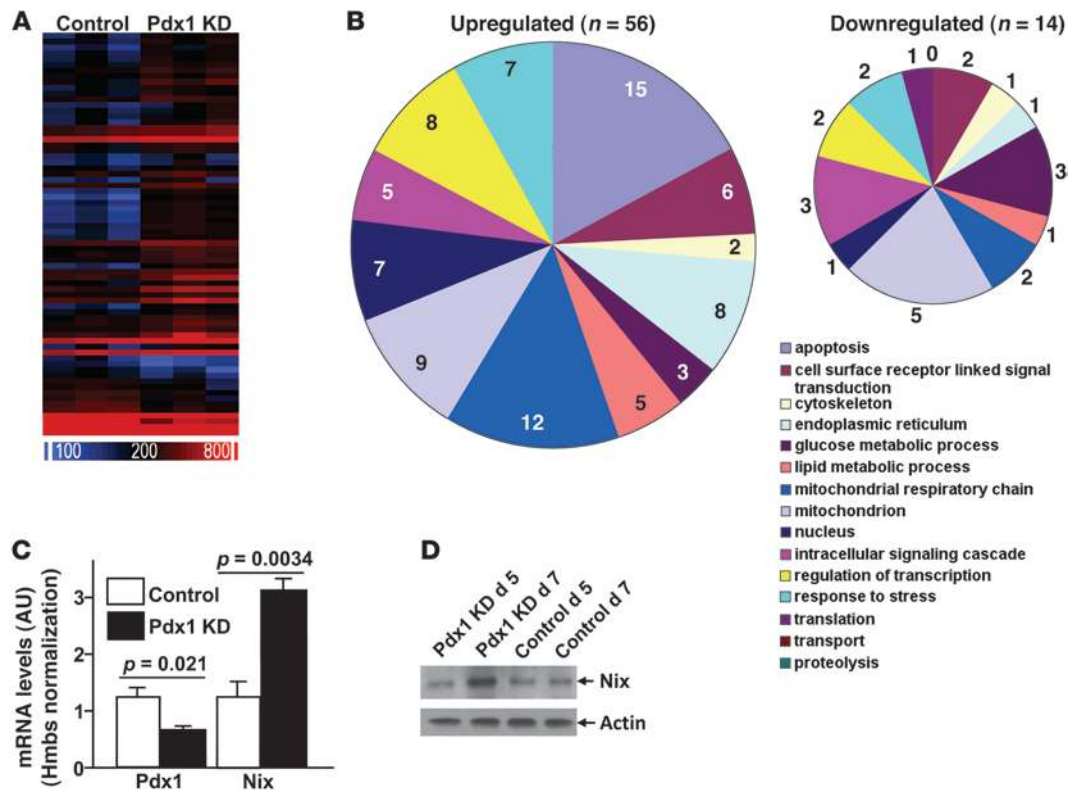 A
Control Pdx1 KD
100 200 800
B
Upregulated (n = 56)
15
6
2
8
3
5
12
9
7
5
8
7
Downregulated (n = 14)
0
2
1
1
3
1
2
5
1
3
2
2
1
apoptosis
cell surface receptor linked signal
transduction
cytoskeleton
endoplasmic reticulum
glucose metabolic process
lipid metabolic process
mitochondrial respiratory chain
mitochondrion
nucleus
intracellular signaling cascade
regulation of transcription
response to stress
translation
transport
proteolysis
C
mRNA levels (AU)
(Hmbs normalization)
3
2
1
0
Control
Pdx1 KD
p = 0.021
p = 0.0034
Pdx1 Nix
D
Pdx1 KD d 5
Pdx1 KD d 7
Control d 5
Control d 7
Nix
Actin